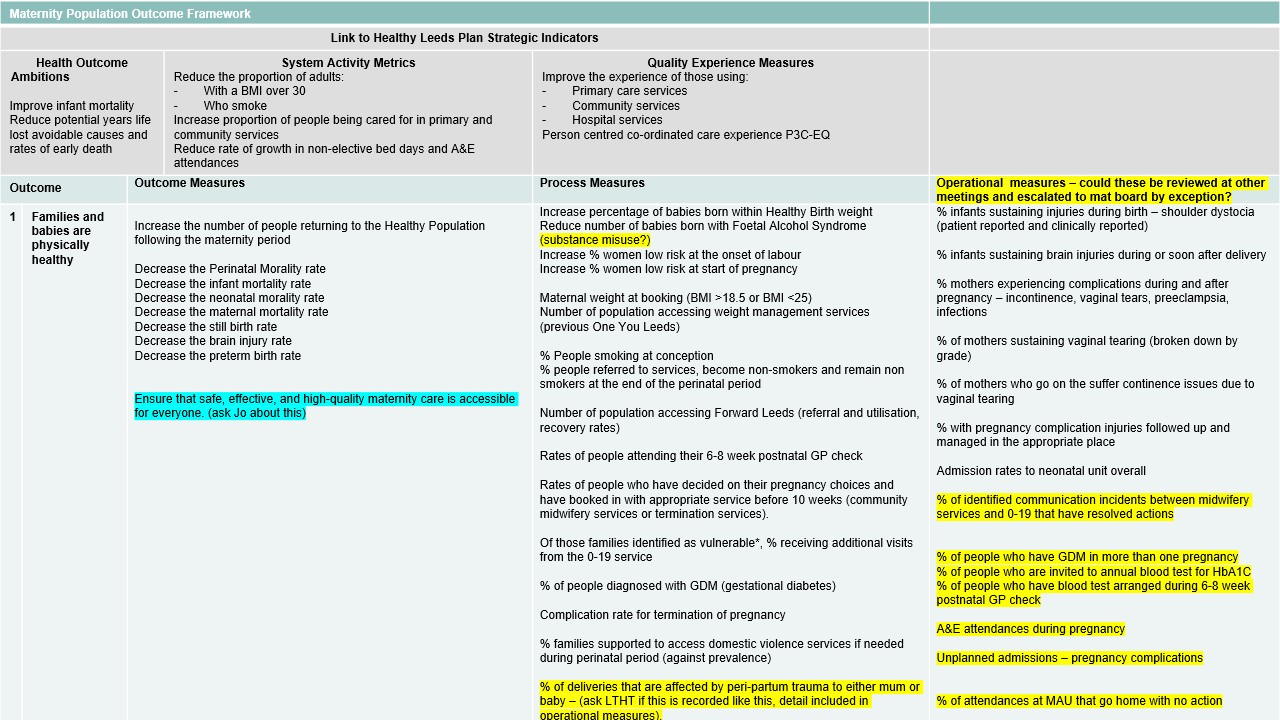 Maternity Population Outcome Framework
Link to Healthy Leeds Plan Strategic Indicators
Health Outcome
Ambitions
Improve infant mortality
Reduce potential years life
lost avoidable causes and
rates of early death
System Activity Metrics
Reduce the proportion of adults:
- With a BMI over 30
- Who smoke
Increase proportion of people being cared for in primary and
community services
Reduce rate of growth in non-elective bed days and A&E
attendances
Quality Experience Measures
Improve the experience of those using:
- Primary care services
- Community services
- Hospital services
Person centred co-ordinated care experience P3C-EQ
Outcome
Outcome Measures
Process Measures
Operational measures – could these be reviewed at other
meetings and escalated to mat board by exception?
1
Families and
babies are
physically
healthy
Increase the number of people returning to the Healthy Population
following the maternity period
Decrease the Perinatal Morality rate
Decrease the infant mortality rate
Decrease the neonatal morality rate
Decrease the maternal mortality rate
Decrease the still birth rate
Decrease the brain injury rate
Decrease the preterm birth rate
Ensure that safe, effective, and high-quality maternity care is accessible
for everyone. (ask Jo about this)
Increase percentage of babies born within Healthy Birth weight
Reduce number of babies born with Foetal Alcohol Syndrome
(substance misuse?)
Increase % women low risk at the onset of labour
Increase % women low risk at start of pregnancy
Maternal weight at booking (BMI >18.5 or BMI <25)
Number of population accessing weight management services
(previous One You Leeds)
% People smoking at conception
% people referred to services, become non-smokers and remain non
smokers at the end of the perinatal period
Number of population accessing Forward Leeds (referral and utilisation,
recovery rates)
Rates of people attending their 6-8 week postnatal GP check
Rates of people who have decided on their pregnancy choices and
have booked in with appropriate service before 10 weeks (community
midwifery services or termination services).
Of those families identified as vulnerable*, % receiving additional visits
from the 0-19 service
% of people diagnosed with GDM (gestational diabetes)
Complication rate for termination of pregnancy
% families supported to access domestic violence services if needed
during perinatal period (against prevalence)
% of deliveries that are affected by peri-partum trauma to either mum or
baby – (ask LTHT if this is recorded like this, detail included in
operational measures).
% infants sustaining injuries during birth – shoulder dystocia
(patient reported and clinically reported)
% infants sustaining brain injuries during or soon after delivery
% mothers experiencing complications during and after
pregnancy – incontinence, vaginal tears, preeclampsia,
infections
% of mothers sustaining vaginal tearing (broken down by
grade)
% of mothers who go on the suffer continence issues due to
vaginal tearing
% with pregnancy complication injuries followed up and
managed in the appropriate place
Admission rates to neonatal unit overall
% of identified communication incidents between midwifery
services and 0-19 that have resolved actions
% of people who have GDM in more than one pregnancy
% of people who are invited to annual blood test for HbA1C
% of people who have blood test arranged during 6-8 week
postnatal GP check
A&E attendances during pregnancy
Unplanned admissions – pregnancy complications
% of attendances at MAU that go home with no action